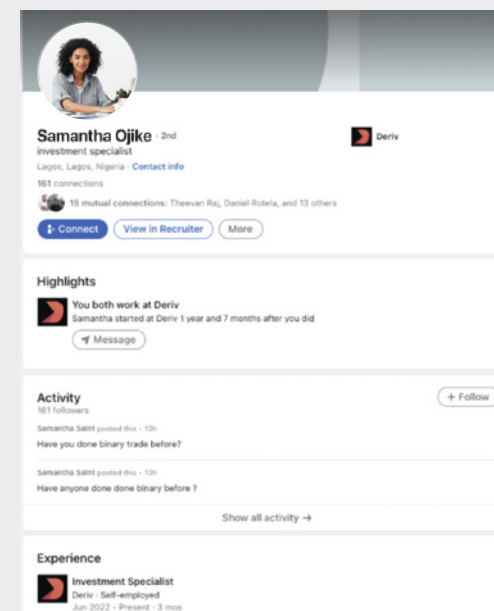 Samantha Ojike · 2nd
Deriv
investment specialist
Lagos, Lagos, Nigeria · Contact info
161 connections
15 mutual connections: Theevan Raj, Daniel Rotela, and 13 others
Connect
View in Recruiter
More
Highlights
You both work at Deriv
Samantha started at Deriv 1 year and 7 months after you did
Message
Activity
+ Follow
161 followers
Samantha Saint posted this • 13h
Have you done binary trade before?
Samantha Saint posted this • 13h
Have anyone done done binary before ?
Show all activity →
Experience
Investment Specialist
Deriv · Self-employed
Jun 2022 - Present · 3 mos